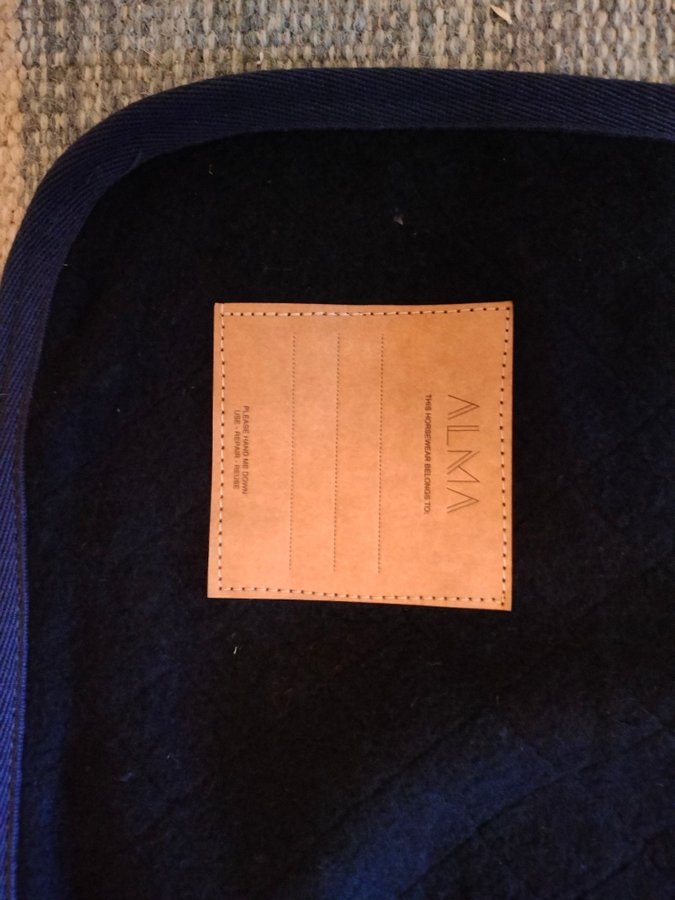 ALMA
THIS HORSEWEAR BELONGS TO:
PLEASE HAND ME DOWN
USE - REPAIR - REUSE